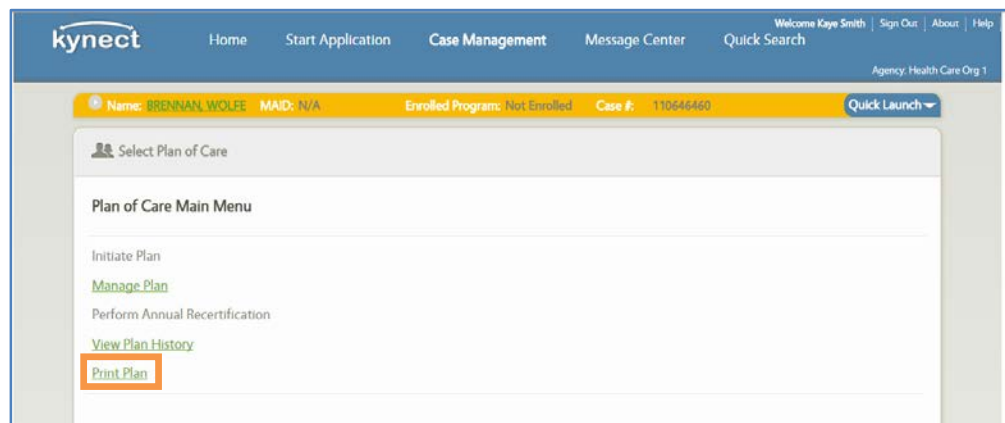 Welcome Kaye Smith | Sign Out | About | Help
kynect Home Start Application Case Management Message Center Quick Search
Agency: Health Care Org 1
Name: BRENNAN, WOLFE MAID: N/A Enrolled Program: Not Enrolled Case #: 110646460 Quick Launch
Select Plan of Care
Plan of Care Main Menu
Initiate Plan
Manage Plan
Perform Annual Recertification
View Plan History
Print Plan